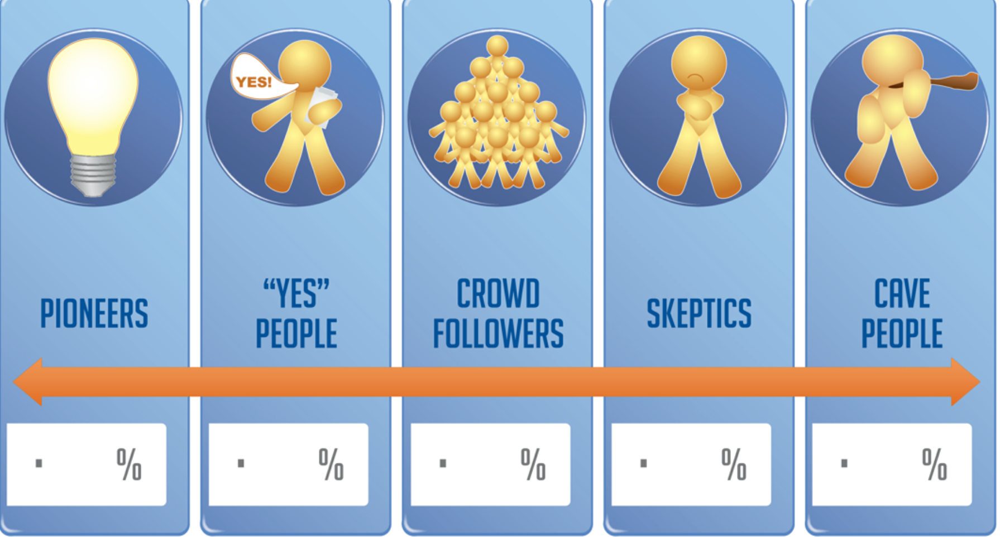 YES!
PIONEERS
“YES”
PEOPLE
CROWD
FOLLOWERS
SKEPTICS
CAVE
PEOPLE
▪ %
▪ %
▪ %
▪ %
▪ %